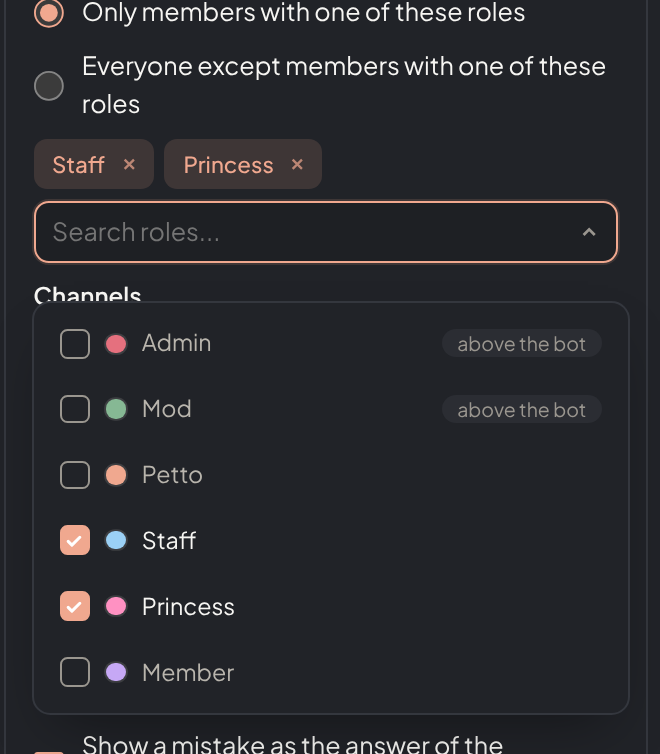 Only members with one of these roles
Everyone except members with one of these
roles
Staff × Princess ×
Search roles...
Channels
Admin above the bot
Mod above the bot
Petto
Staff
Princess
Member
Show a mistake as the answer of the